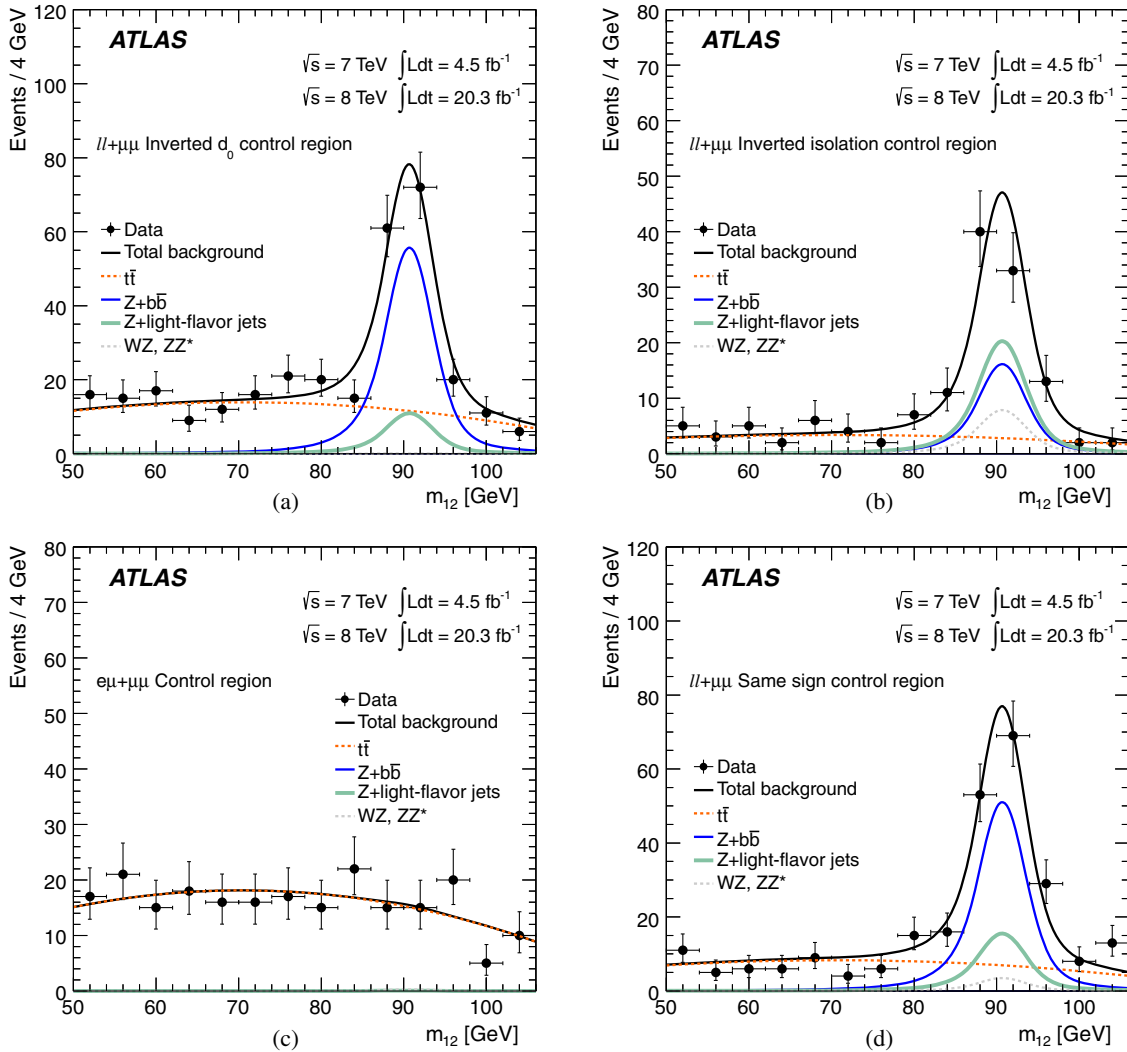 ATLAS
√s = 7 TeV ∫Ldt = 4.5 fb⁻¹
√s = 8 TeV ∫Ldt = 20.3 fb⁻¹
ll+μμ Inverted d₀ control region
Data
Total background
tt̄
Z+bb̄
Z+light-flavor jets
WZ, ZZ*
Events / 4 GeV
120
100
80
60
40
20
0
50 60 70 80 90 100
m₁₂ [GeV]
(a)
ATLAS
√s = 7 TeV ∫Ldt = 4.5 fb⁻¹
√s = 8 TeV ∫Ldt = 20.3 fb⁻¹
ll+μμ Inverted isolation control region
Data
Total background
tt̄
Z+bb̄
Z+light-flavor jets
WZ, ZZ*
Events / 4 GeV
80
70
60
50
40
30
20
10
0
50 60 70 80 90 100
m₁₂ [GeV]
(b)
ATLAS
√s = 7 TeV ∫Ldt = 4.5 fb⁻¹
√s = 8 TeV ∫Ldt = 20.3 fb⁻¹
eμ+μμ Control region
Data
Total background
tt̄
Z+bb̄
Z+light-flavor jets
WZ, ZZ*
Events / 4 GeV
80
70
60
50
40
30
20
10
0
50 60 70 80 90 100
m₁₂ [GeV]
(c)
ATLAS
√s = 7 TeV ∫Ldt = 4.5 fb⁻¹
√s = 8 TeV ∫Ldt = 20.3 fb⁻¹
ll+μμ Same sign control region
Data
Total background
tt̄
Z+bb̄
Z+light-flavor jets
WZ, ZZ*
Events / 4 GeV
120
100
80
60
40
20
0
50 60 70 80 90 100
m₁₂ [GeV]
(d)